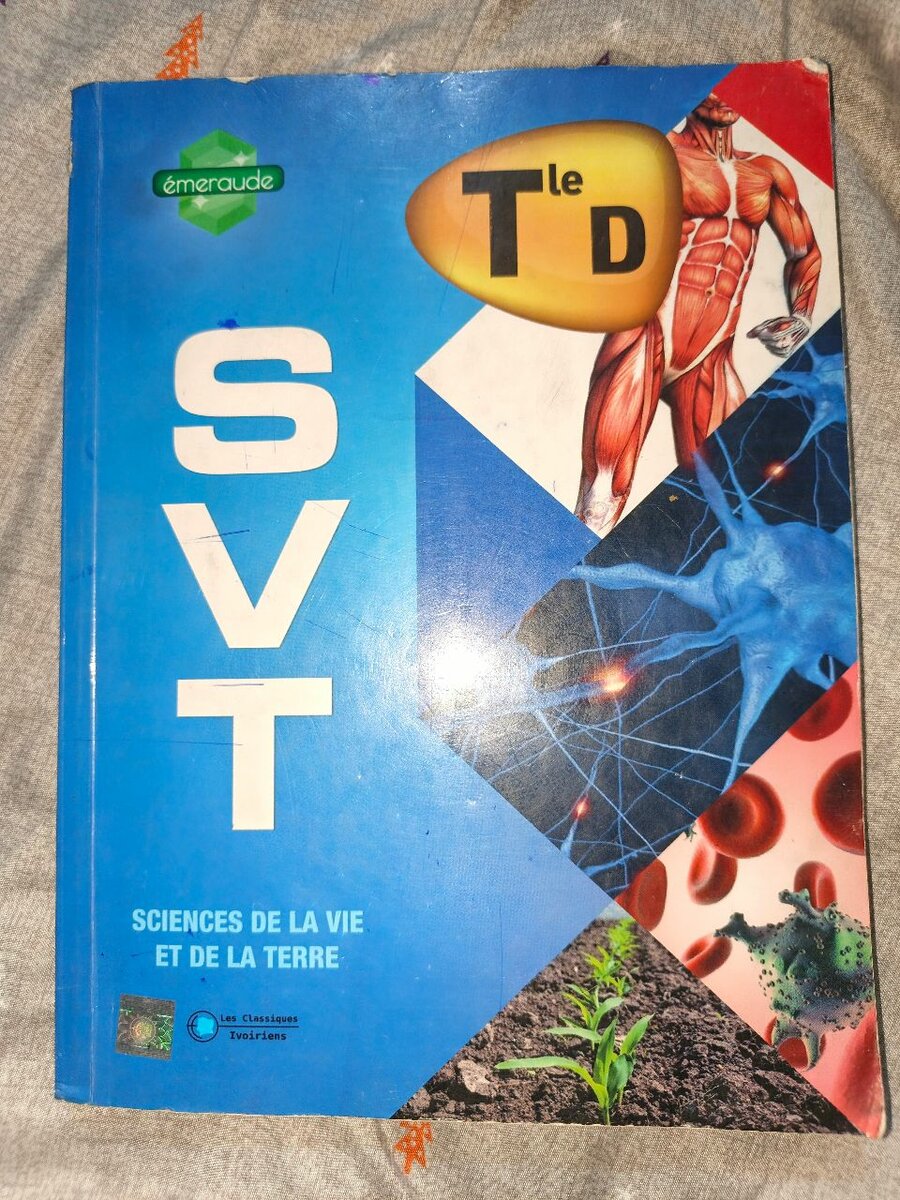 émeraude
Tle
D
S
V
T
SCIENCES DE LA VIE
ET DE LA TERRE
Les Classiques
Ivoiriens